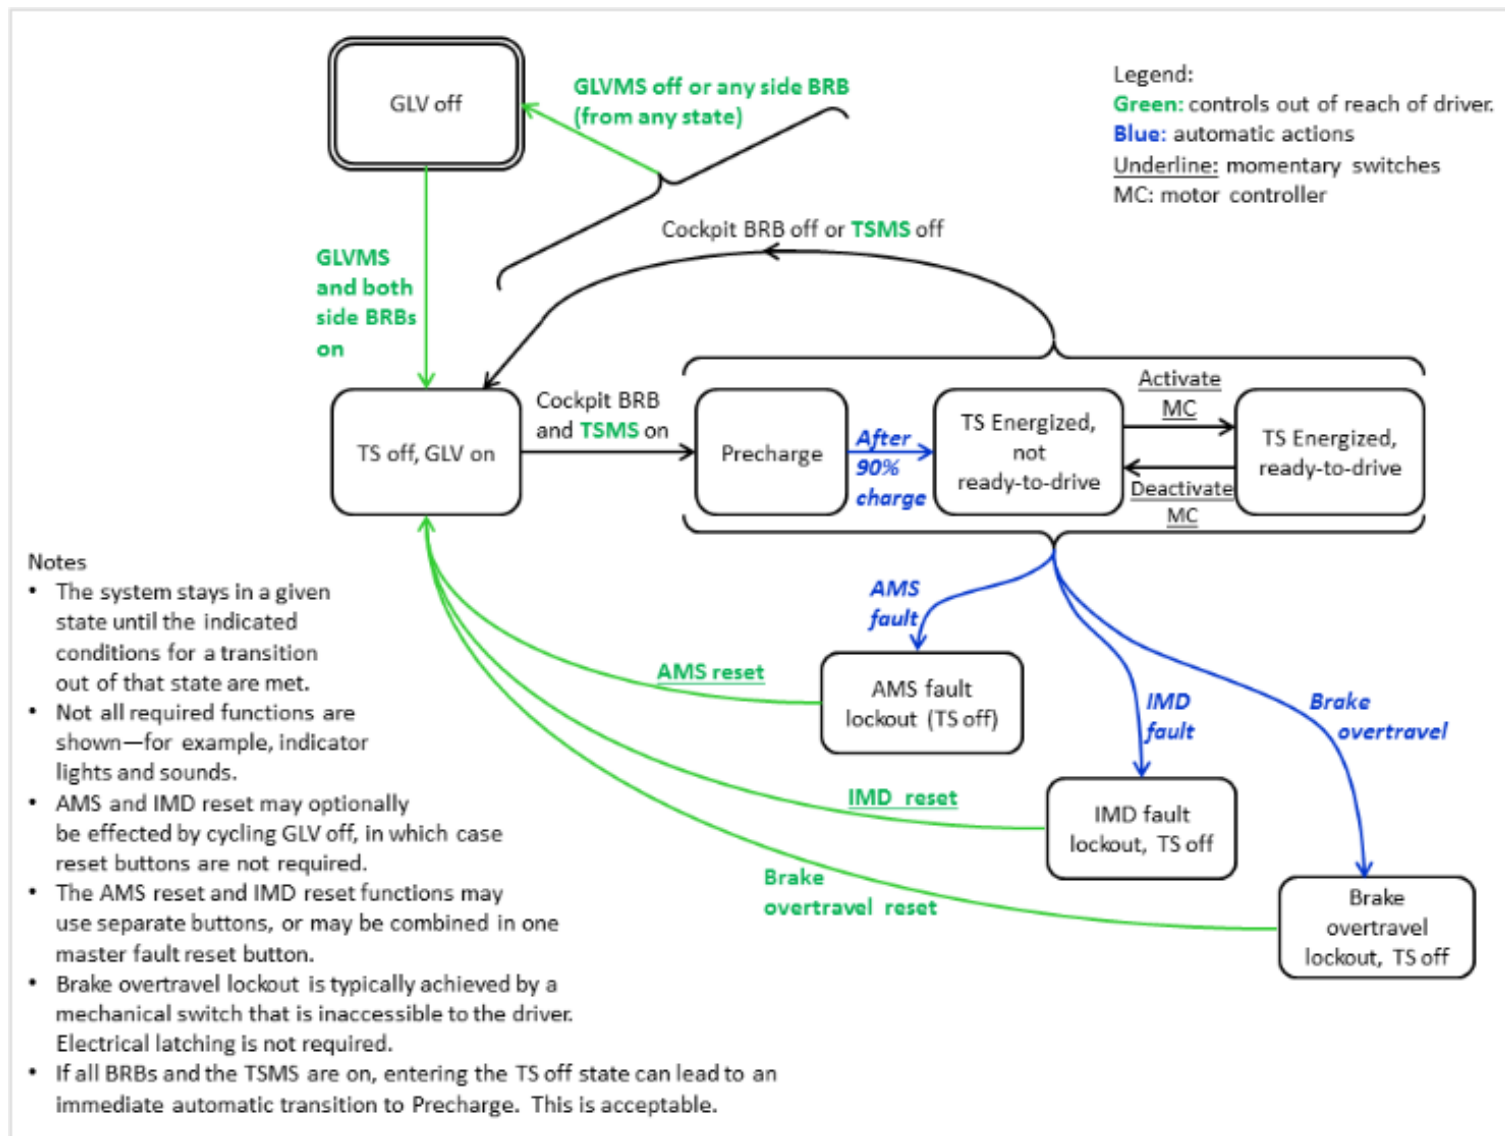 GLV off
GLVMS off or any side BRB
(from any state)
Legend:
Green: controls out of reach of driver.
Blue: automatic actions
Underline: momentary switches
MC: motor controller
GLVMS
and both
side BRBs
on
Cockpit BRB off or TSMS off
TS off, GLV on
Cockpit BRB
and TSMS on
Precharge
After
90%
charge
TS Energized,
not
ready-to-drive
Activate
MC
Deactivate
MC
TS Energized,
ready-to-drive
AMS
fault
AMS reset
AMS fault
lockout (TS off)
IMD
fault
Brake
overtravel
IMD reset
IMD fault
lockout, TS off
Brake
overtravel reset
Brake
overtravel
lockout, TS off
Notes
• The system stays in a given
state until the indicated
conditions for a transition
out of that state are met.
• Not all required functions are
shown—for example, indicator
lights and sounds.
• AMS and IMD reset may optionally
be effected by cycling GLV off, in which case
reset buttons are not required.
• The AMS reset and IMD reset functions may
use separate buttons, or may be combined in one
master fault reset button.
• Brake overtravel lockout is typically achieved by a
mechanical switch that is inaccessible to the driver.
Electrical latching is not required.
• If all BRBs and the TSMS are on, entering the TS off state can lead to an
immediate automatic transition to Precharge. This is acceptable.